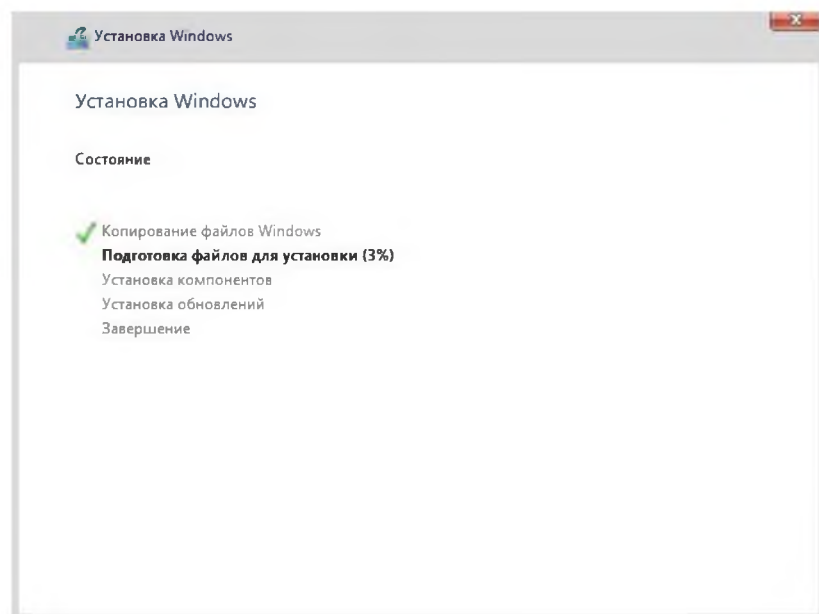 Установка Windows
Установка Windows
Состояние
Копирование файлов Windows
Подготовка файлов для установки (3%)
Установка компонентов
Установка обновлений
Завершение